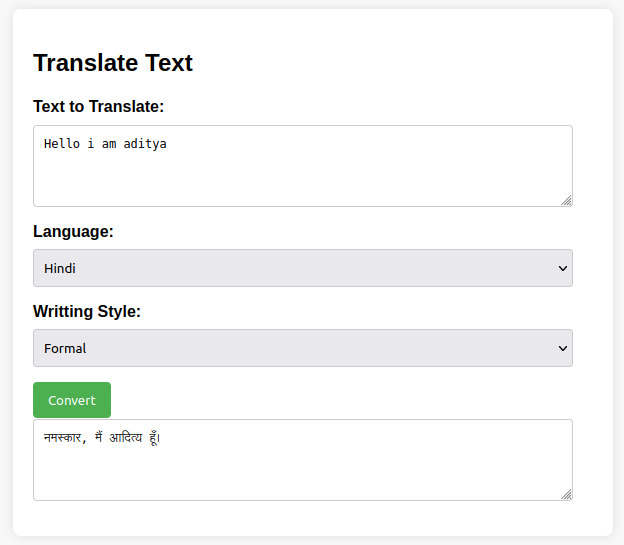 Translate Text
Text to Translate:
Hello i am aditya
Language:
Hindi
Writting Style:
Formal
Convert
नमस्कार, मैं आदित्य हूँ।